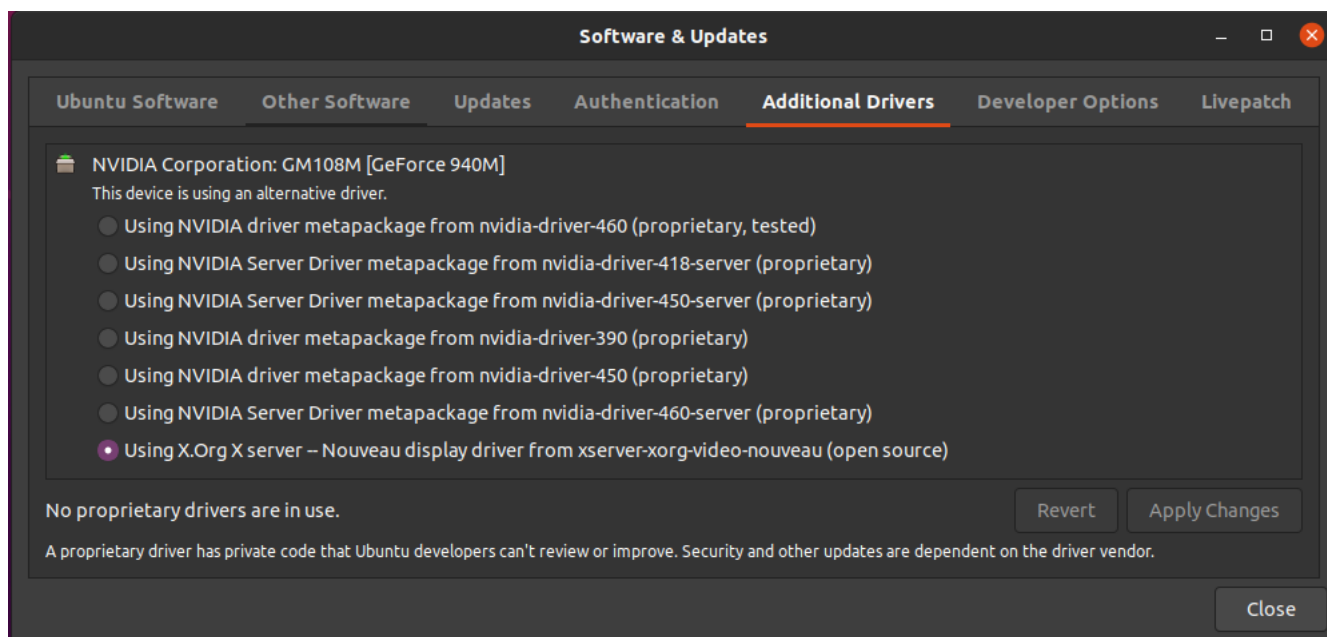 Software & Updates
Ubuntu Software Other Software Updates Authentication Additional Drivers Developer Options Livepatch
NVIDIA Corporation: GM108M [GeForce 940M]
This device is using an alternative driver.
Using NVIDIA driver metapackage from nvidia-driver-460 (proprietary, tested)
Using NVIDIA Server Driver metapackage from nvidia-driver-418-server (proprietary)
Using NVIDIA Server Driver metapackage from nvidia-driver-450-server (proprietary)
Using NVIDIA driver metapackage from nvidia-driver-390 (proprietary)
Using NVIDIA driver metapackage from nvidia-driver-450 (proprietary)
Using NVIDIA Server Driver metapackage from nvidia-driver-460-server (proprietary)
Using X.Org X server -- Nouveau display driver from xserver-xorg-video-nouveau (open source)
No proprietary drivers are in use. Revert Apply Changes
A proprietary driver has private code that Ubuntu developers can't review or improve. Security and other updates are dependent on the driver vendor.
Close